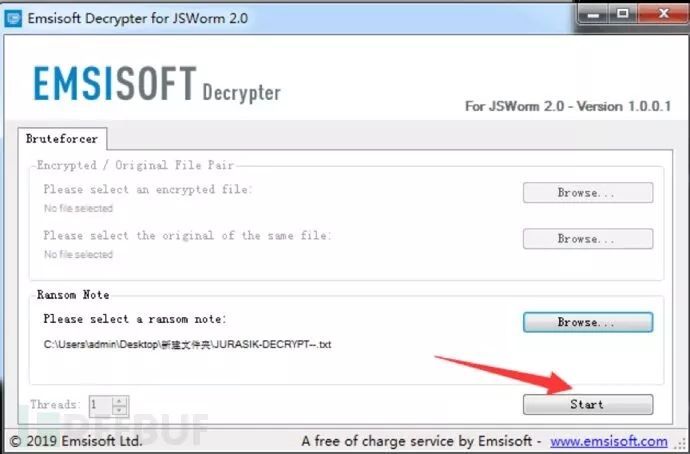 Emsisoft Decrypter for JSWorm 2.0
EMSISOFT Decrypter
For JSWorm 2.0 - Version 1.0.0.1
Bruteforcer
Encrypted / Original File Pair
Please select an encrypted file:
Browse...
No file selected
Please select the original of the same file:
Browse...
No file selected
Ransom Note
Please select a ransom note:
Browse...
C:\Users\admin\Desktop\新建文件夹\JURASIK-DECRYPT--.txt
Threads: 1
Start
REEBUF
© 2019 Emsisoft Ltd.
A free of charge service by Emsisoft - www.emsisoft.com